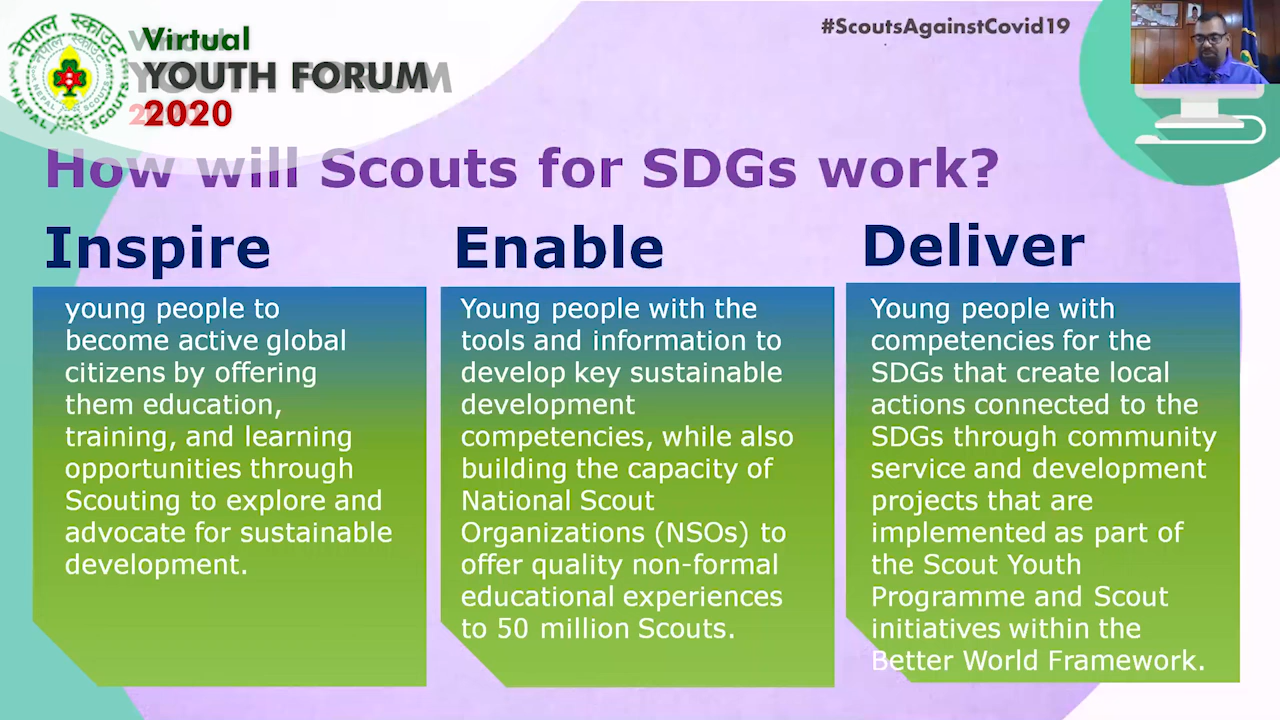 नेपाल स्काउट
NEPAL SCOUTS
Virtual
YOUTH FORUM
2020
#ScoutsAgainstCovid19
How will Scouts for SDGs work?
Inspire
young people to
become active global
citizens by offering
them education,
training, and learning
opportunities through
Scouting to explore and
advocate for sustainable
development.
Enable
Young people with the
tools and information to
develop key sustainable
development
competencies, while also
building the capacity of
National Scout
Organizations (NSOs) to
offer quality non-formal
educational experiences
to 50 million Scouts.
Deliver
Young people with
competencies for the
SDGs that create local
actions connected to the
SDGs through community
service and development
projects that are
implemented as part of
the Scout Youth
Programme and Scout
initiatives within the
Better World Framework.